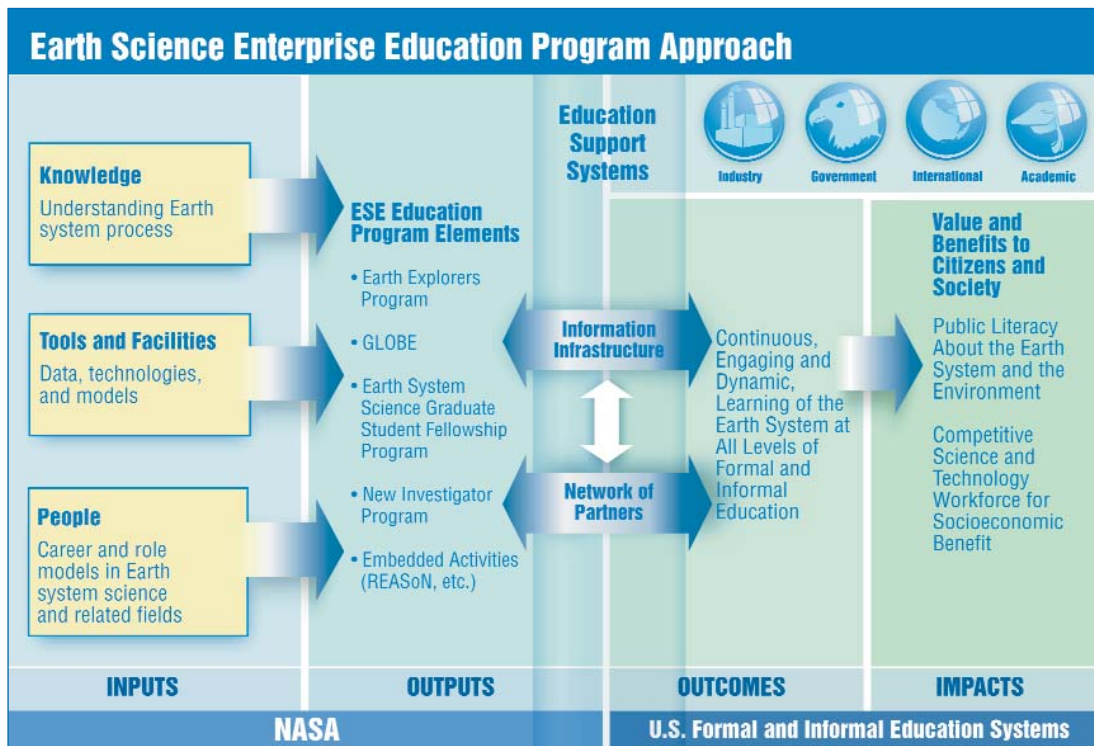 Earth Science Enterprise Education Program Approach
Education
Support
Systems
Industry
Government
International
Academic
Knowledge
Understanding Earth
system process
Tools and Facilities
Data, technologies,
and models
People
Career and role
models in Earth
system science
and related fields
ESE Education
Program Elements
• Earth Explorers
Program
• GLOBE
• Earth System
Science Graduate
Student Fellowship
Program
• New Investigator
Program
• Embedded Activities
(REASoN, etc.)
Information
Infrastructure
Network of
Partners
Continuous,
Engaging and
Dynamic,
Learning of the
Earth System at
All Levels of
Formal and
Informal
Education
Value and
Benefits to
Citizens and
Society
Public Literacy
About the Earth
System and the
Environment
Competitive
Science and
Technology
Workforce for
Socioeconomic
Benefit
INPUTS
OUTPUTS
OUTCOMES
IMPACTS
NASA
U.S. Formal and Informal Education Systems